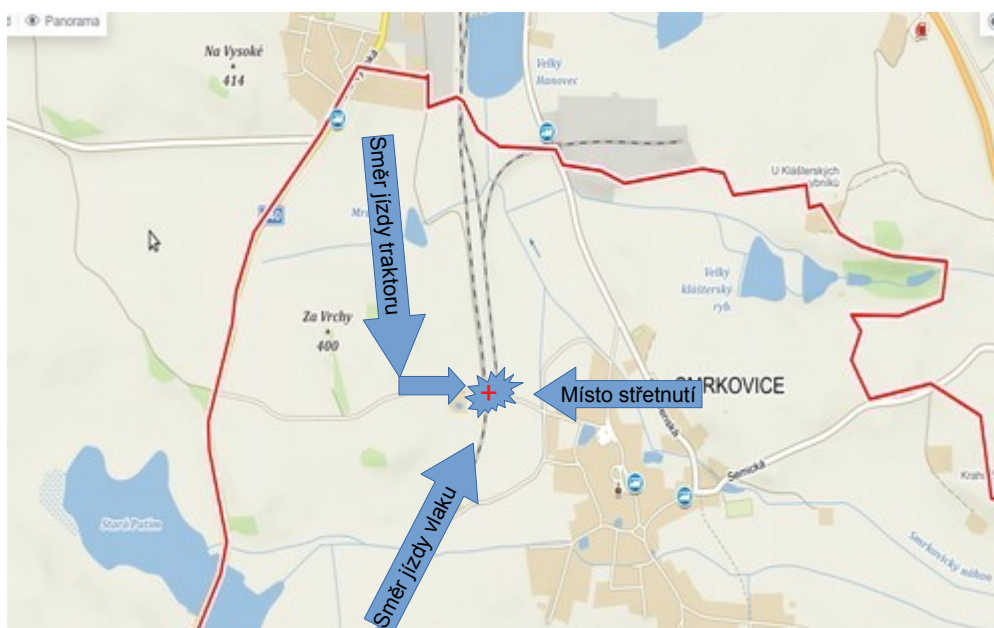 Panorama
Na Vysoké
414
Velký
Hanovec
Směr jízdy traktoru
U Klášterských
Velký
klášterský
ryb.
Za Vrchy
400
Místo střetnutí
SMRKOVICE
Semická
Krah
Stará Putim
Směr jízdy vlaku
Smrkovický náhon